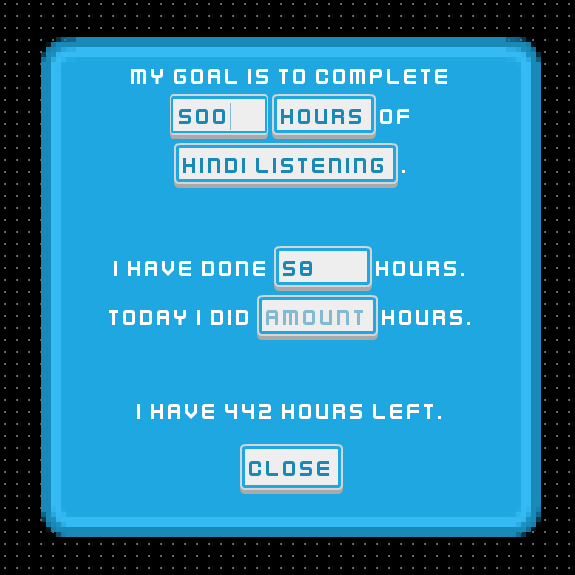 MY GOAL IS TO COMPLETE
500 HOURS OF
HINDI LISTENING.
I HAVE DONE 58 HOURS.
TODAY I DID AMOUNT HOURS.
I HAVE 442 HOURS LEFT.
CLOSE